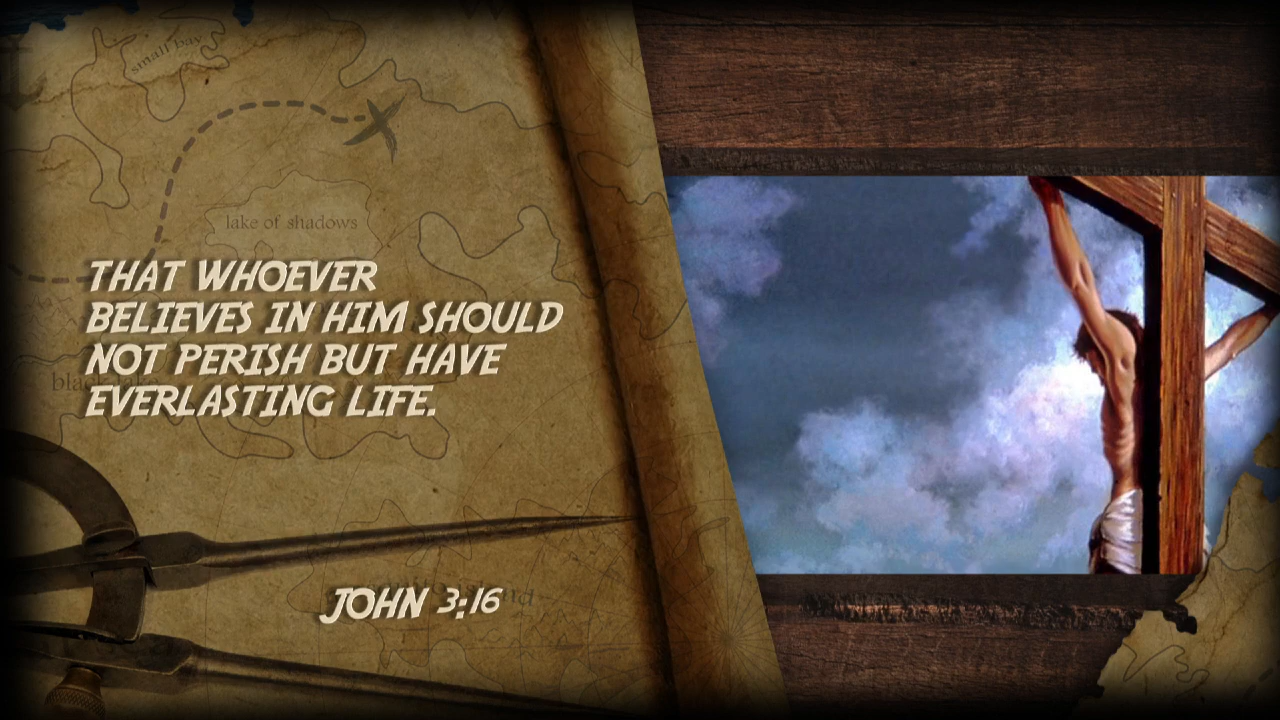 small bay
lake of shadows
THAT WHOEVER
BELIEVES IN HIM SHOULD
NOT PERISH BUT HAVE
EVERLASTING LIFE.
JOHN 3:16